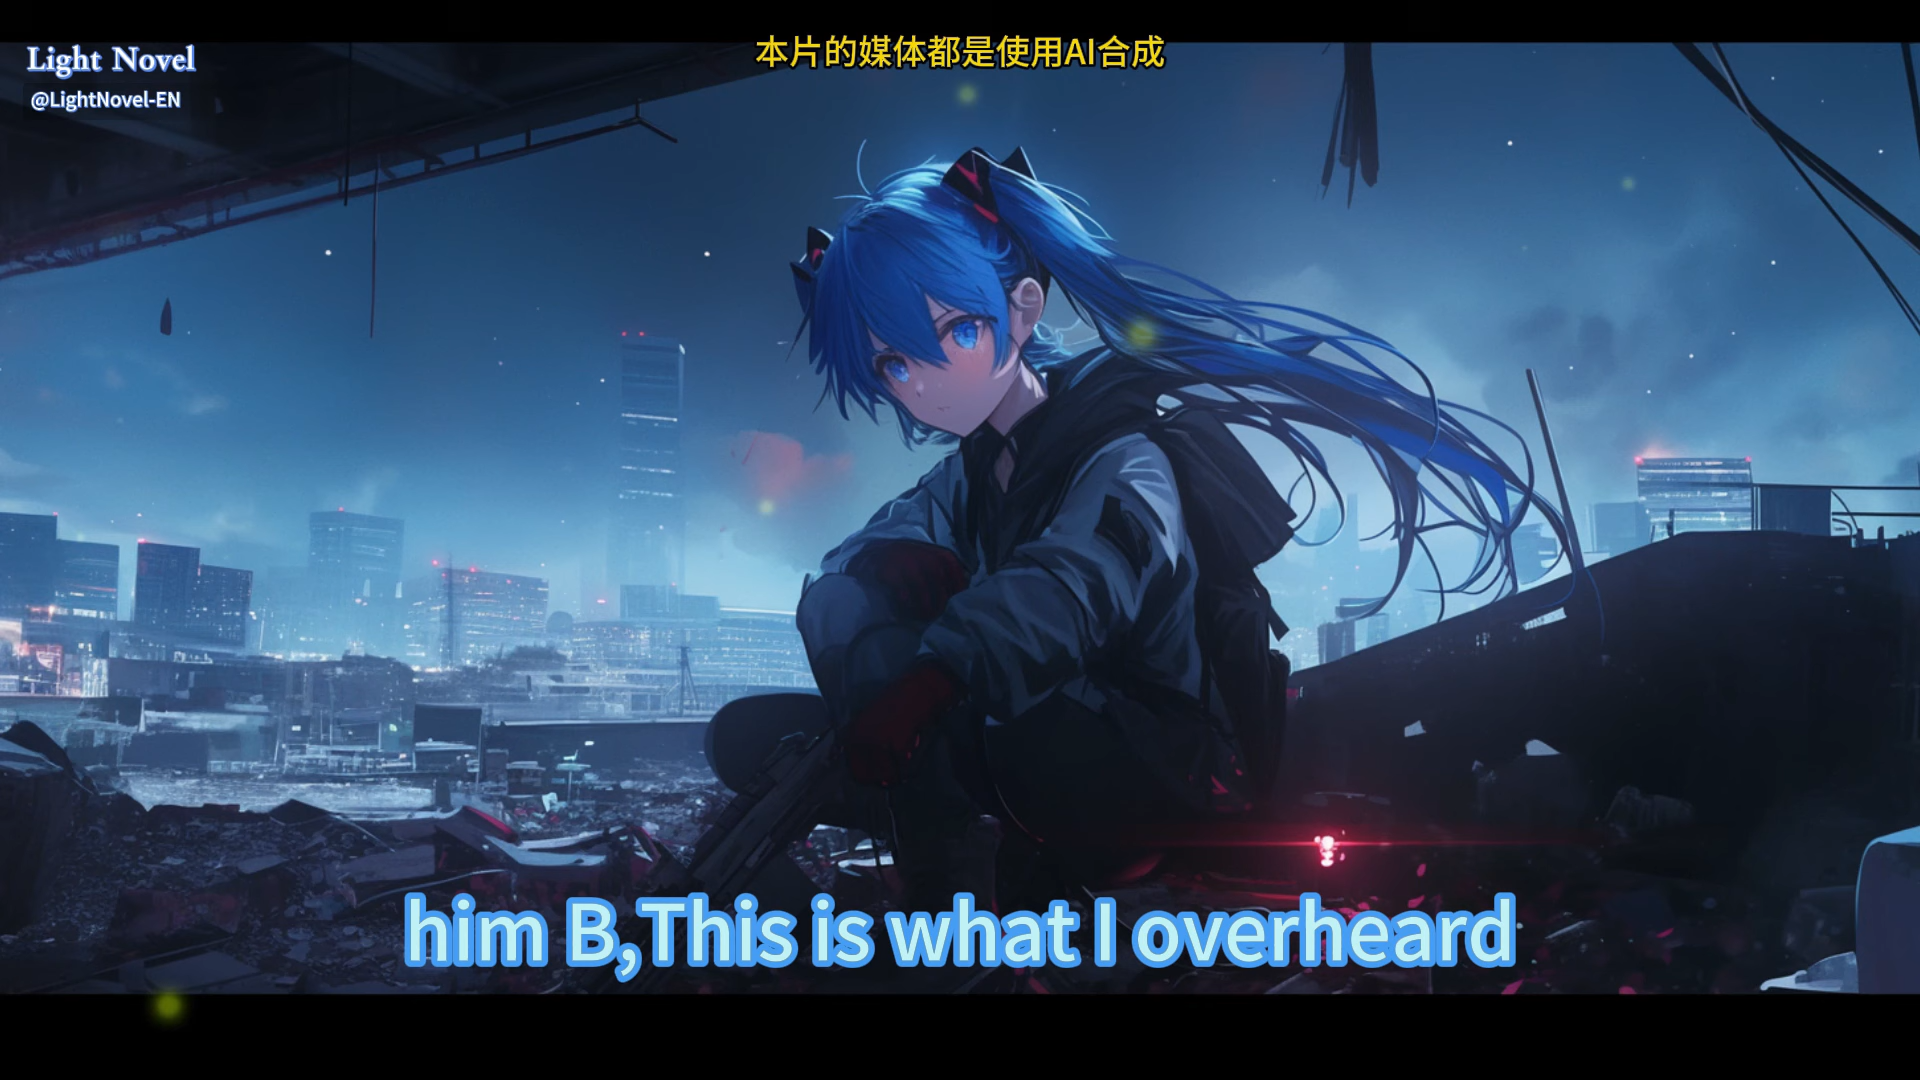 本片的媒体都是使用AI合成
Light Novel
@LightNovel-EN
him B,This is what I overheard